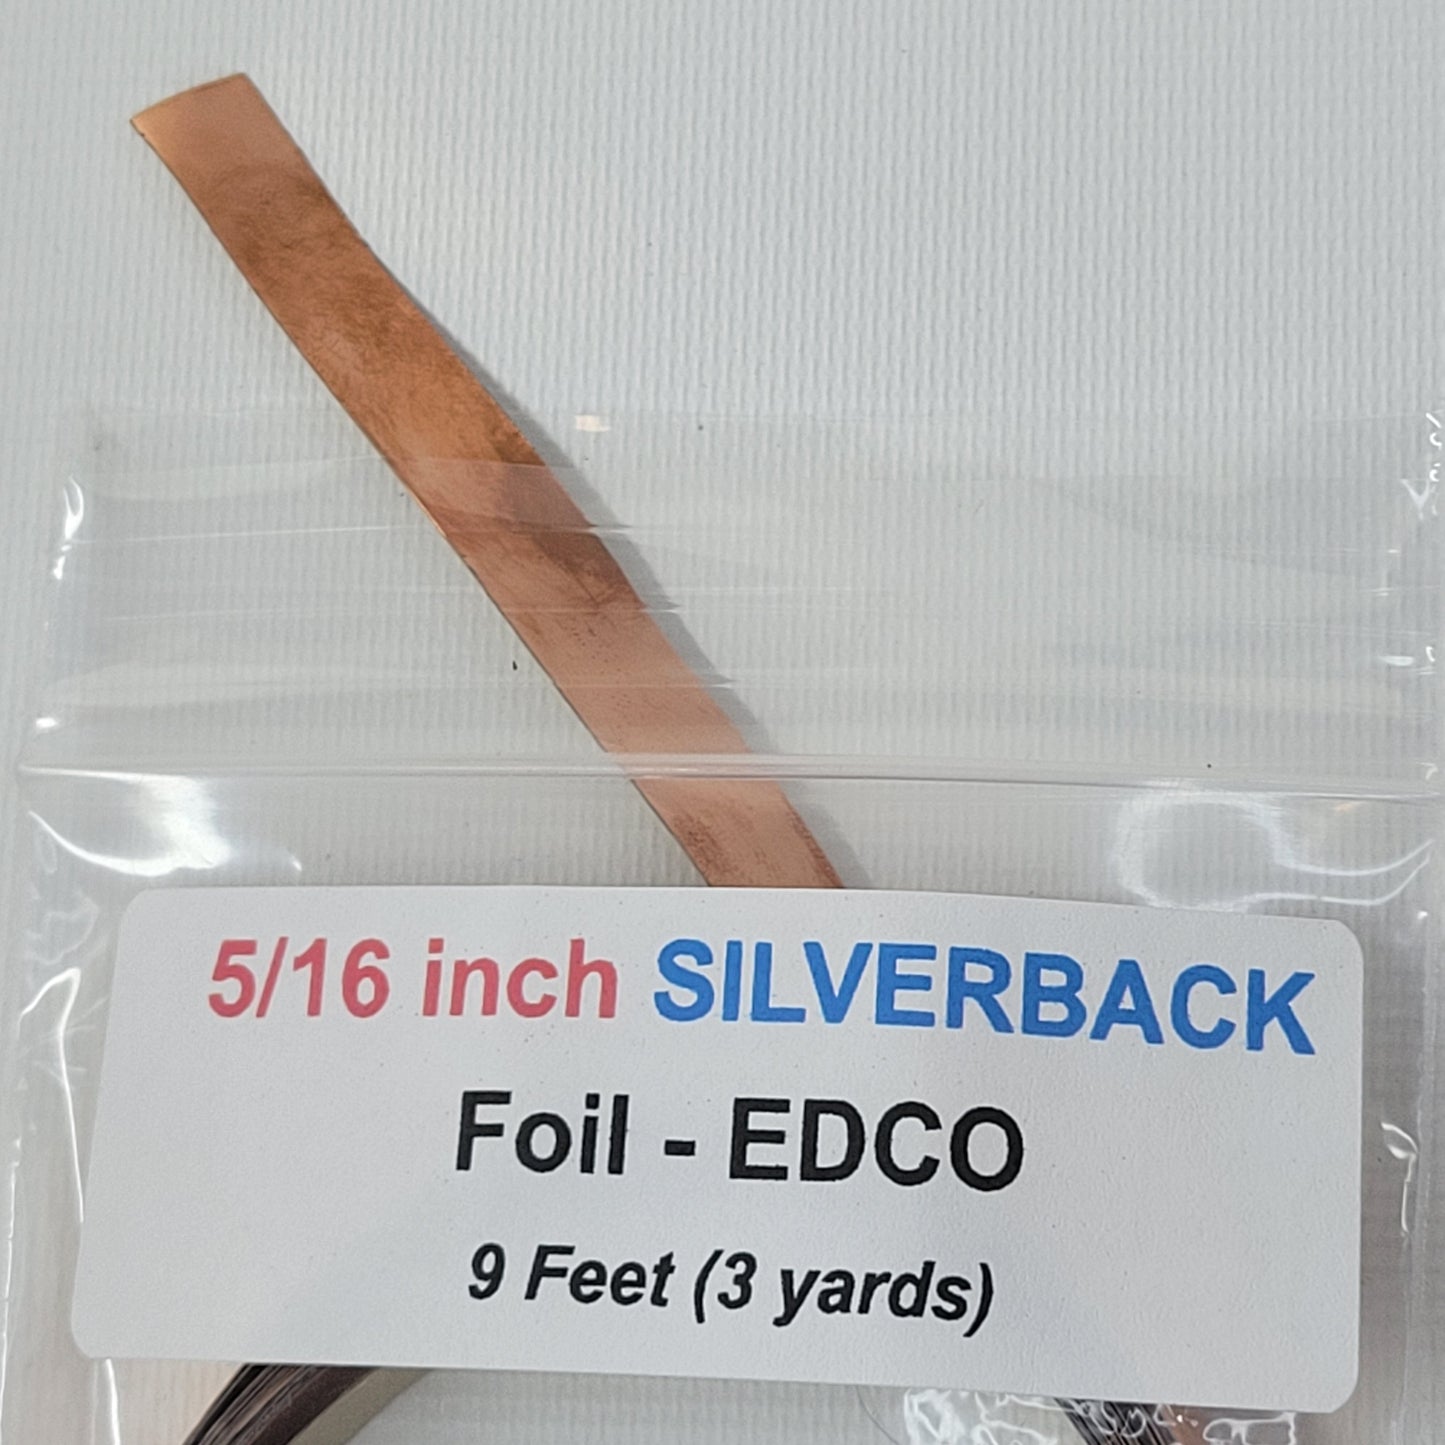 5/16 inch SILVERBACK
Foil - EDCO
9 Feet (3 yards)